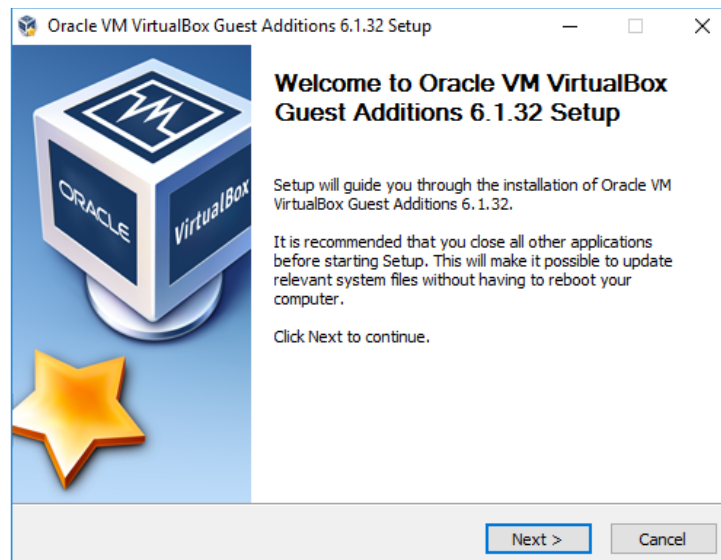 Oracle VM VirtualBox Guest Additions 6.1.32 Setup
Welcome to Oracle VM VirtualBox
Guest Additions 6.1.32 Setup
ORACLE
VirtualBox
Setup will guide you through the installation of Oracle VM
VirtualBox Guest Additions 6.1.32.
It is recommended that you close all other applications
before starting Setup. This will make it possible to update
relevant system files without having to reboot your
computer.
Click Next to continue.
Next >
Cancel